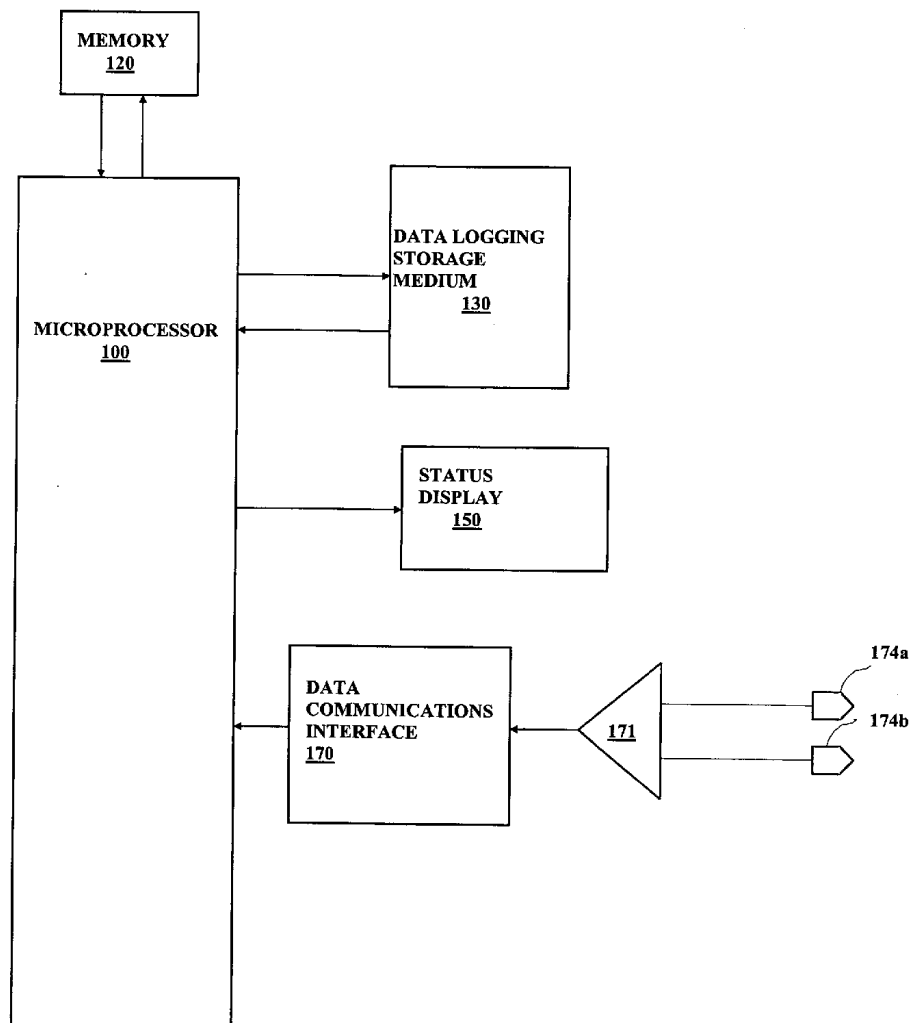 MEMORY
120
DATA LOGGING
STORAGE
MEDIUM
130
MICROPROCESSOR
100
STATUS
DISPLAY
150
174a
DATA
COMMUNICATIONS
INTERFACE
170
171
174b